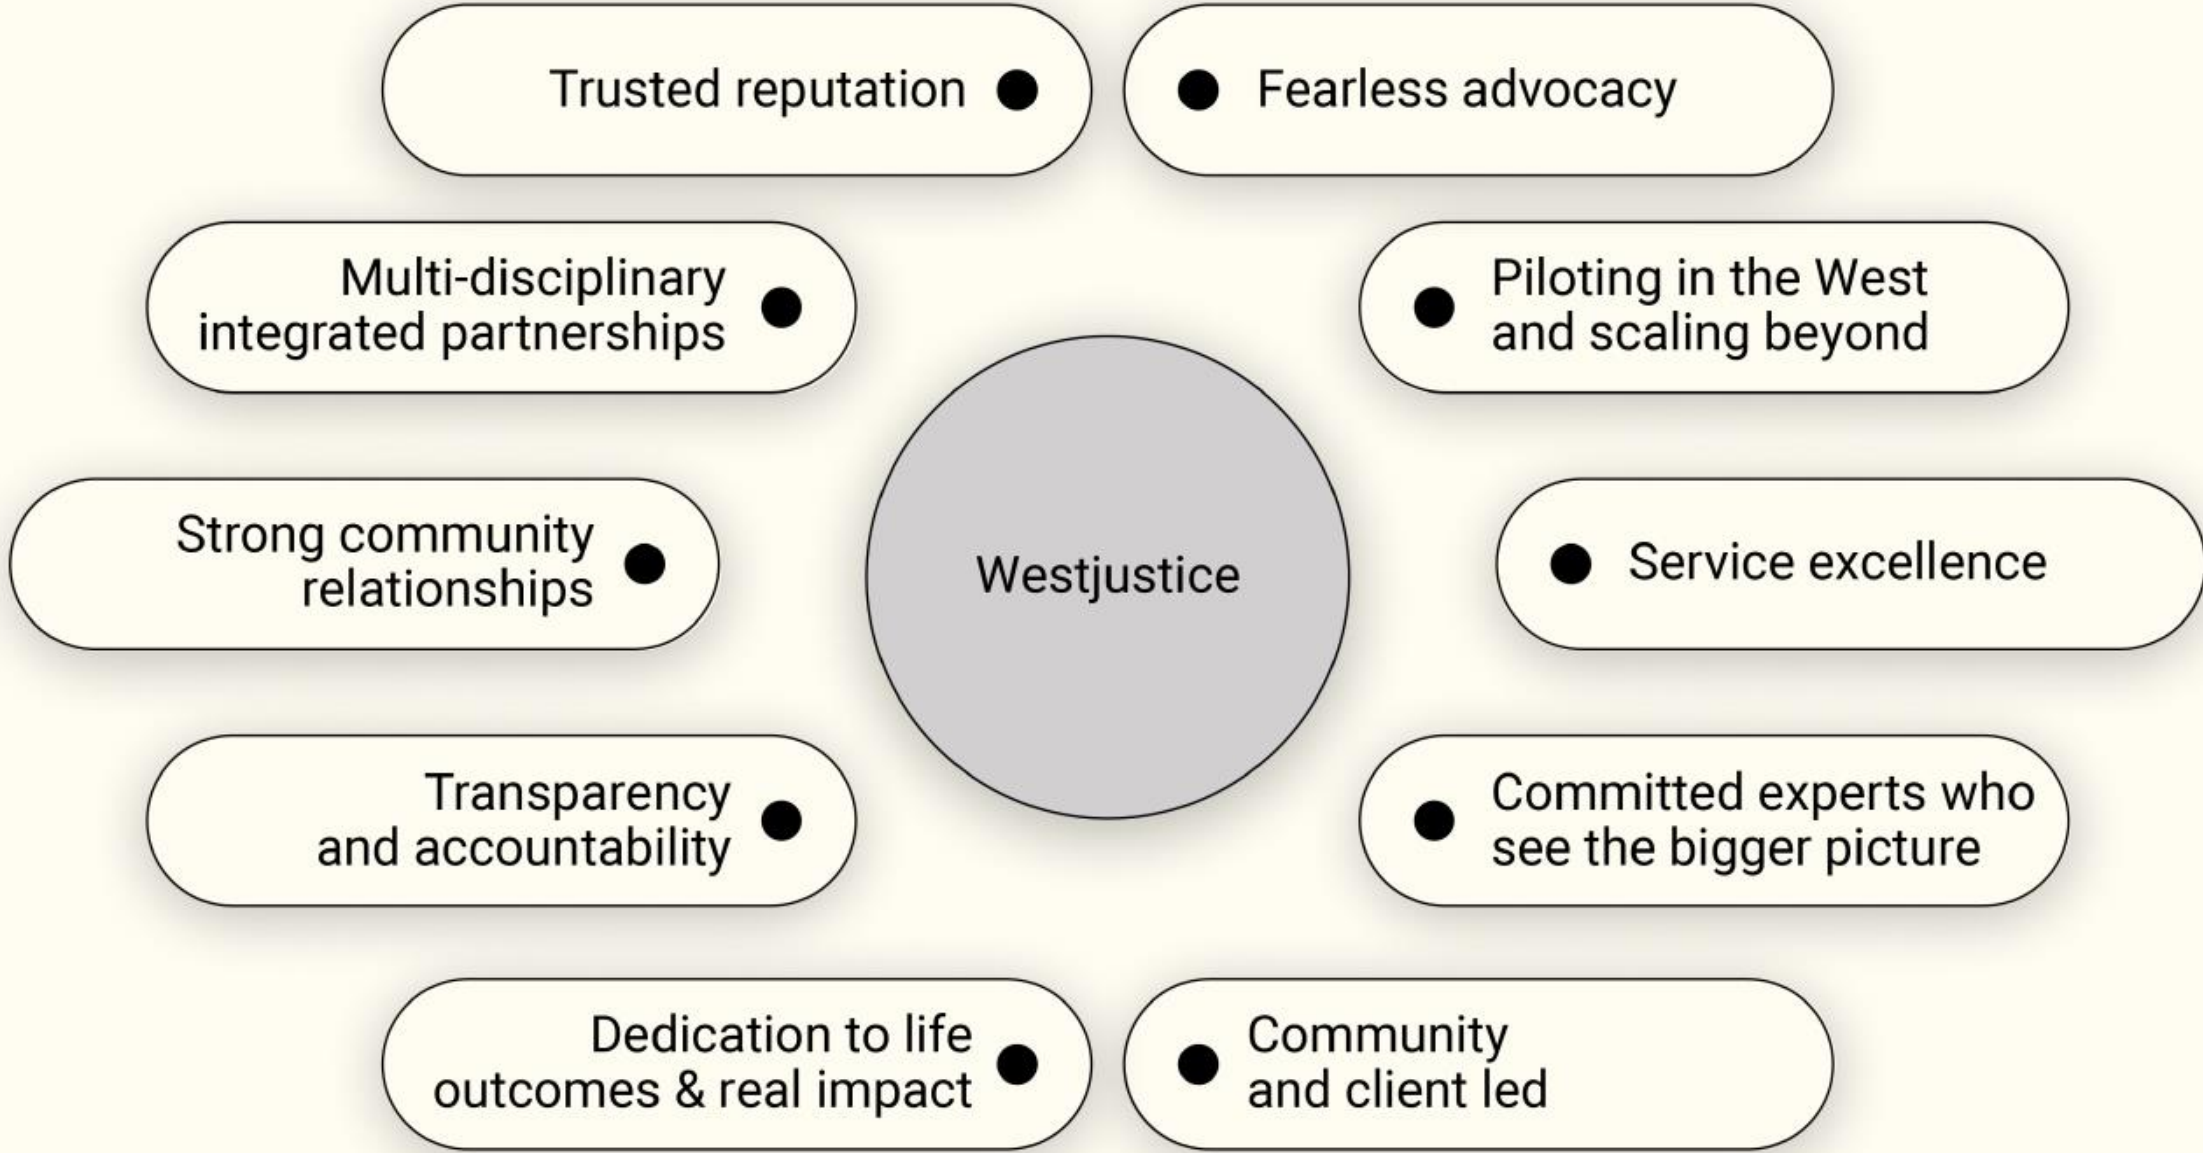 Trusted reputation
Fearless advocacy
Multi-disciplinary
integrated partnerships
Piloting in the West
and scaling beyond
Strong community
relationships
Westjustice
Service excellence
Transparency
and accountability
Committed experts who
see the bigger picture
Dedication to life
outcomes & real impact
Community
and client led